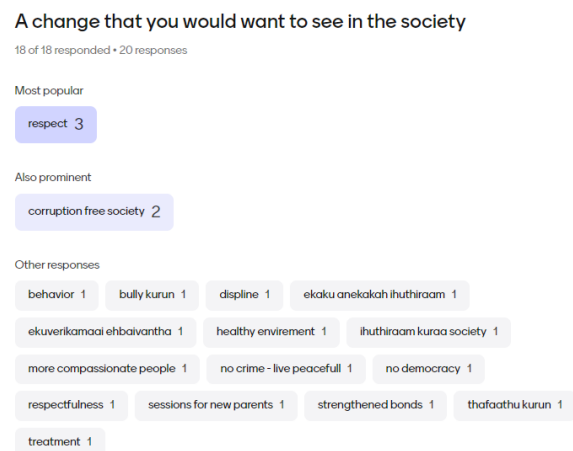 A change that you would want to see in the society
18 of 18 responded • 20 responses
Most popular
respect 3
Also prominent
corruption free society 2
Other responses
behavior 1 bully kurun 1 displine 1 ekaku anekakah ihuthiraam 1
ekuverikamaai ehbaivantha 1 healthy envirement 1 ihuthiraam kuraa society 1
more compassionate people 1 no crime - live peacefull 1 no democracy 1
respectfulness 1 sessions for new parents 1 strengthened bonds 1 thafaathu kurun 1
treatment 1